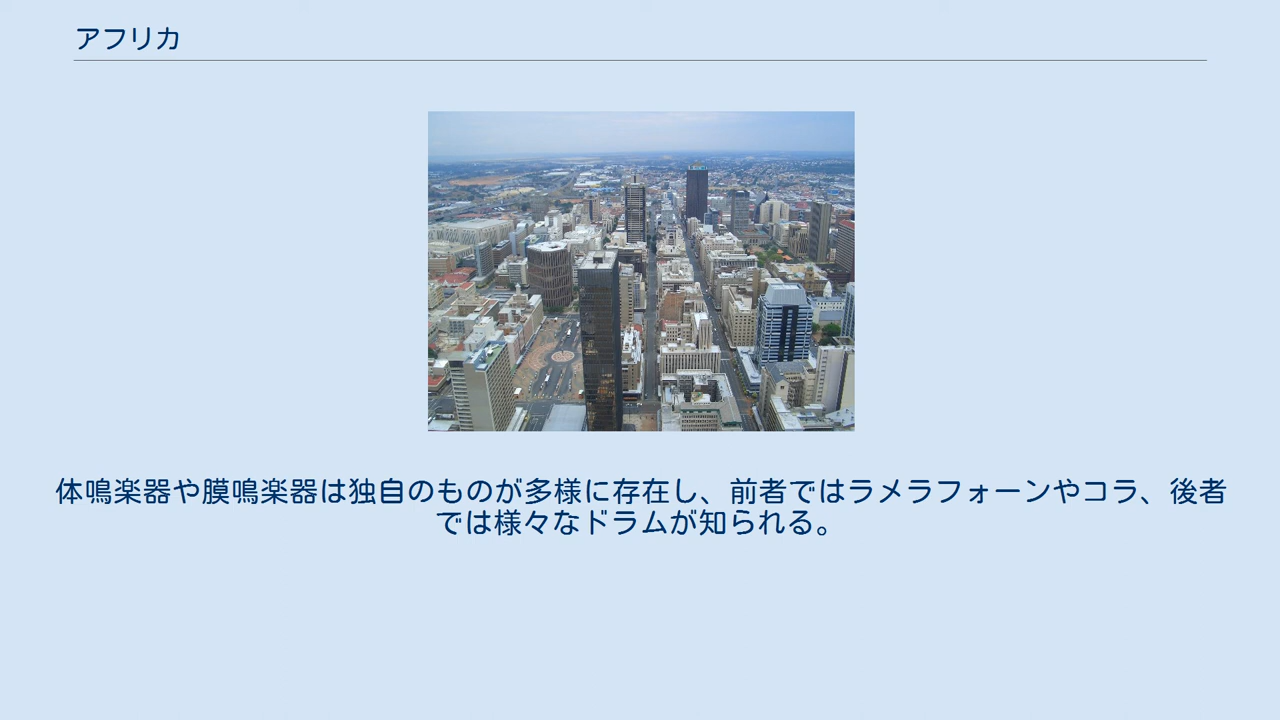 アフリカ
体鳴楽器や膜鳴楽器は独自のものが多様に存在し、前者ではラメラフォーンやコラ、後者
では様々なドラムが知られる。